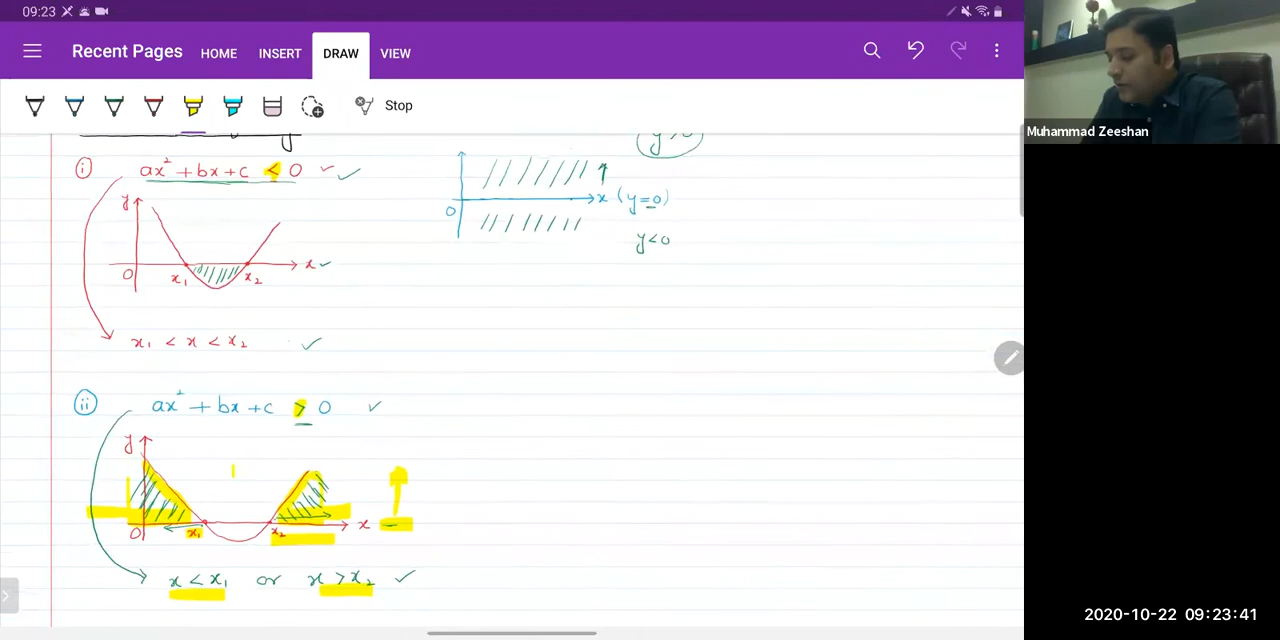 09:23
Recent Pages HOME INSERT DRAW VIEW
Stop
y>0
i ax² + bx + c < 0
y
x (y=0)
0
y<0
0 x₁ x₂ x
x₁ < x < x₂
ii ax² + bx + c > 0
y
0 x₁ x₂ x
x < x₁ or x > x₂
Muhammad Zeeshan
2020-10-22 09:23:41